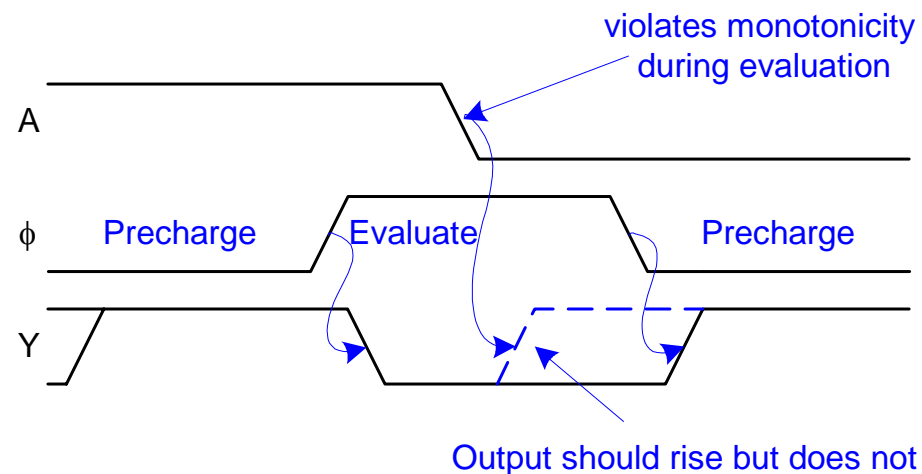 violates monotonicity
during evaluation
A
ϕ
Precharge
Evaluate
Precharge
Y
Output should rise but does not